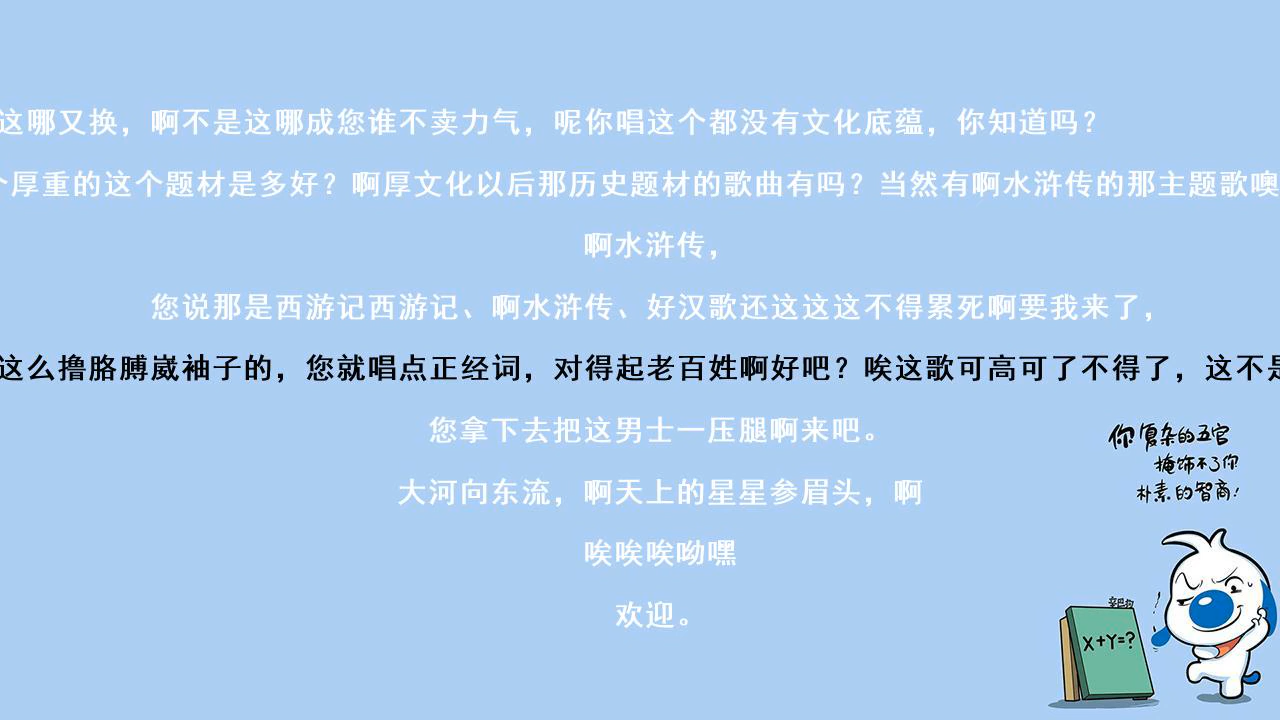 这哪又换，啊不是这哪成您谁不卖力气，呢你唱这个都没有文化底蕴，你知道吗？
个厚重的这个题材是多好？啊厚文化以后那历史题材的歌曲有吗？当然有啊水浒传的那主题歌噢
啊水浒传，
您说那是西游记西游记、啊水浒传、好汉歌还这这这不得累死啊要我来了，
这么撸胳膊崴袖子的，您就唱点正经词，对得起老百姓啊好吧？唉这歌可高可了不得了，这不是
您拿下去把这男士一压腿啊来吧。
大河向东流，啊天上的星星参眉头，啊
唉唉唉呦嘿
欢迎。
你复杂的五官
掩饰不了你
朴素的智商！
X+Y=?